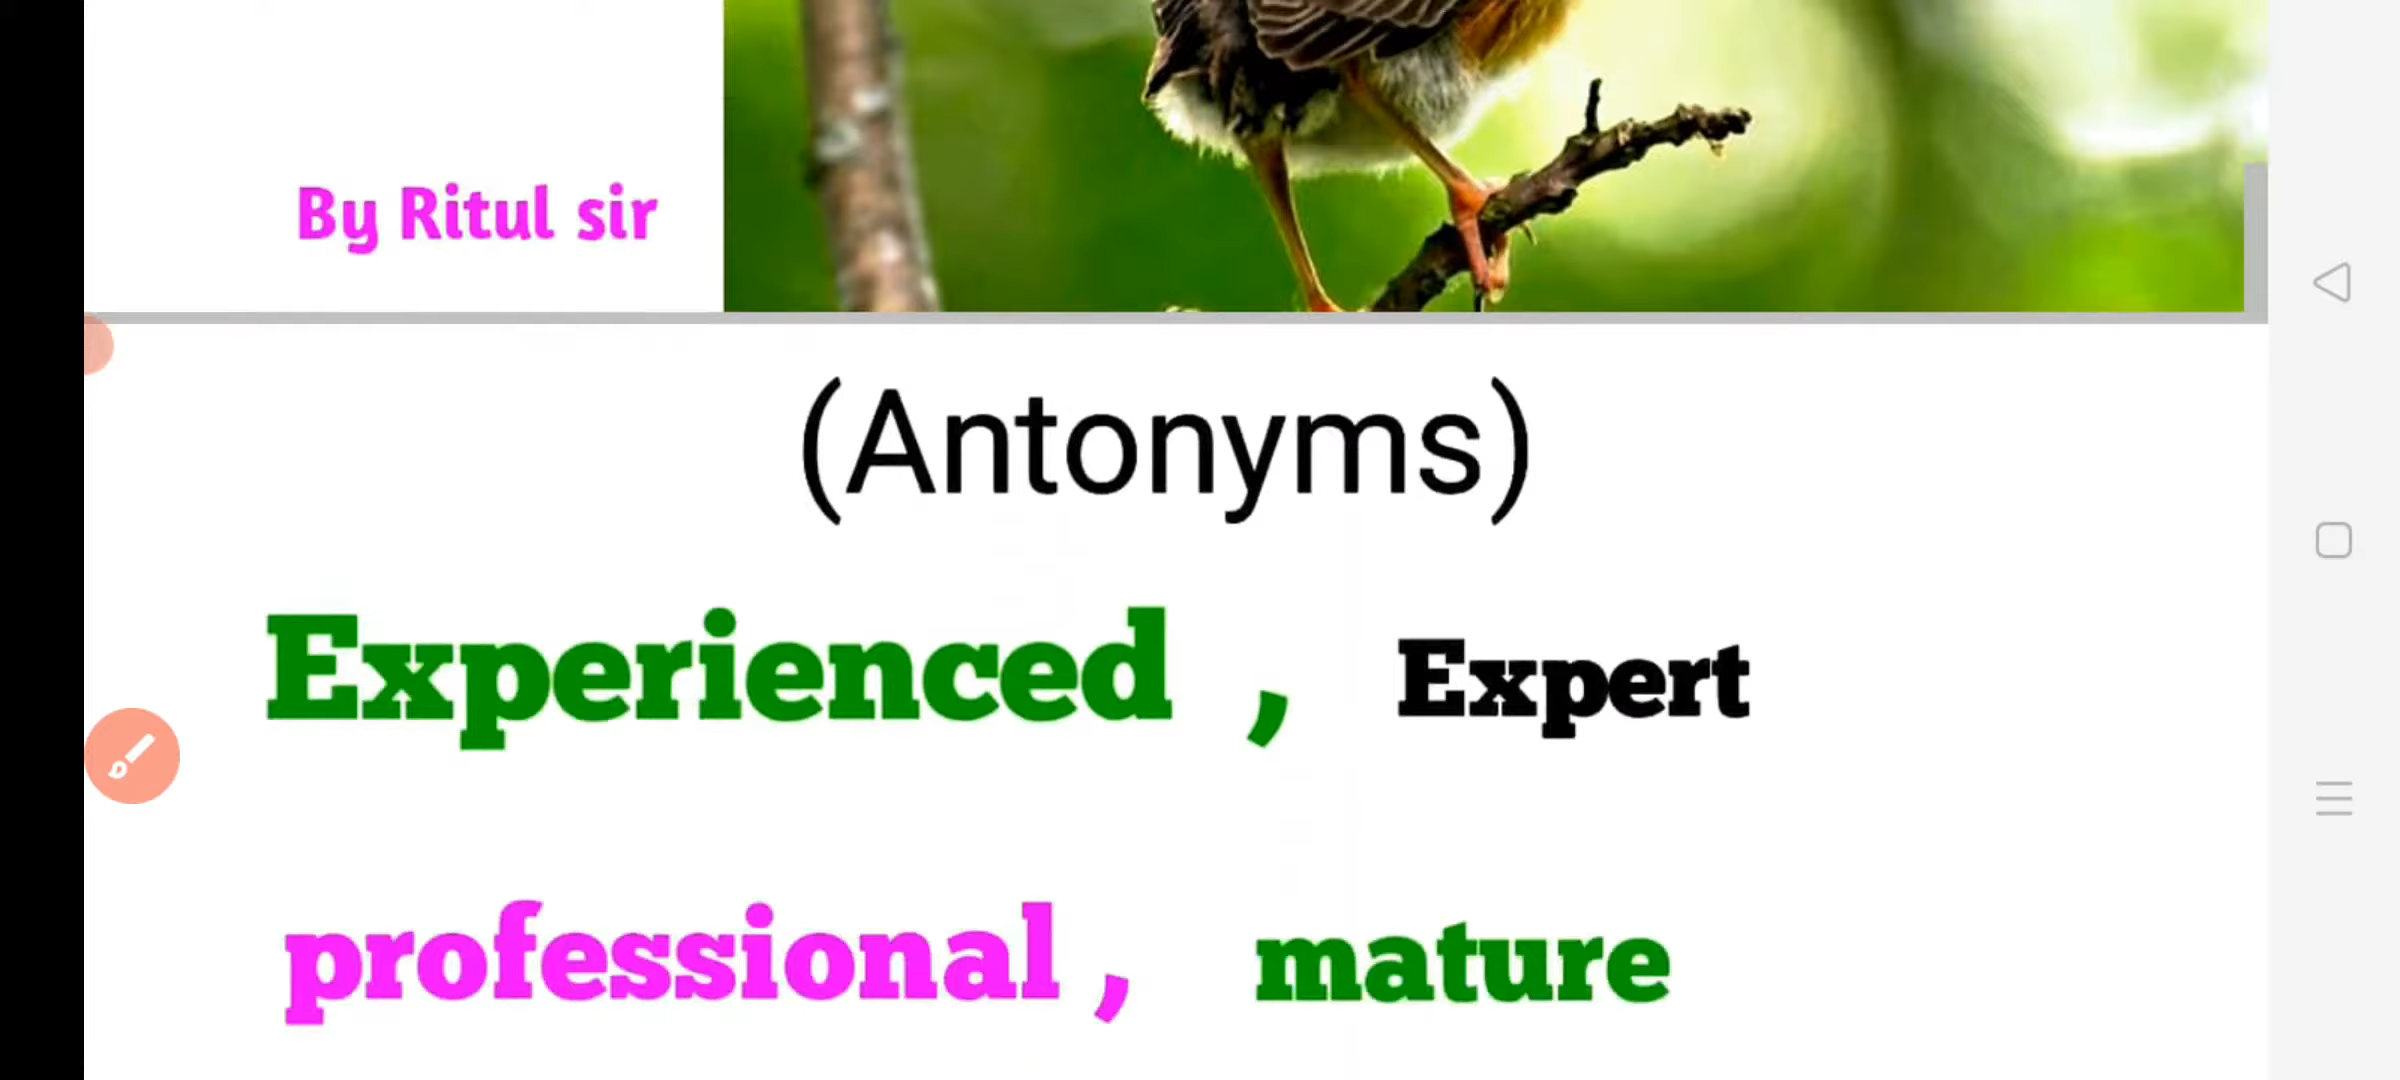 By Ritul sir
(Antonyms)
Experienced , Expert
professional , mature